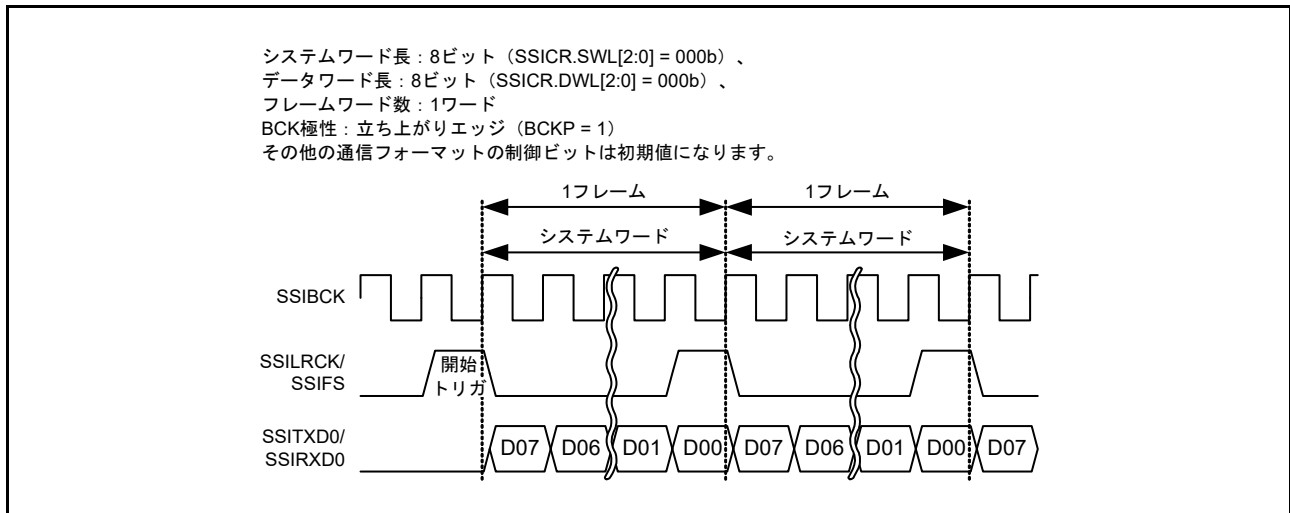 システムワード長：8ビット（SSICR.SWL[2:0] = 000b）、
データワード長：8ビット（SSICR.DWL[2:0] = 000b）、
フレームワード数：1ワード
BCK極性：立ち上がりエッジ（BCKP = 1）
その他の通信フォーマットの制御ビットは初期値になります。
1フレーム 1フレーム
システムワード システムワード
SSIBCK
SSILRCK/
SSIFS
開始
トリガ
SSITXD0/
SSIRXD0
D07 D06 D01 D00 D07 D06 D01 D00 D07